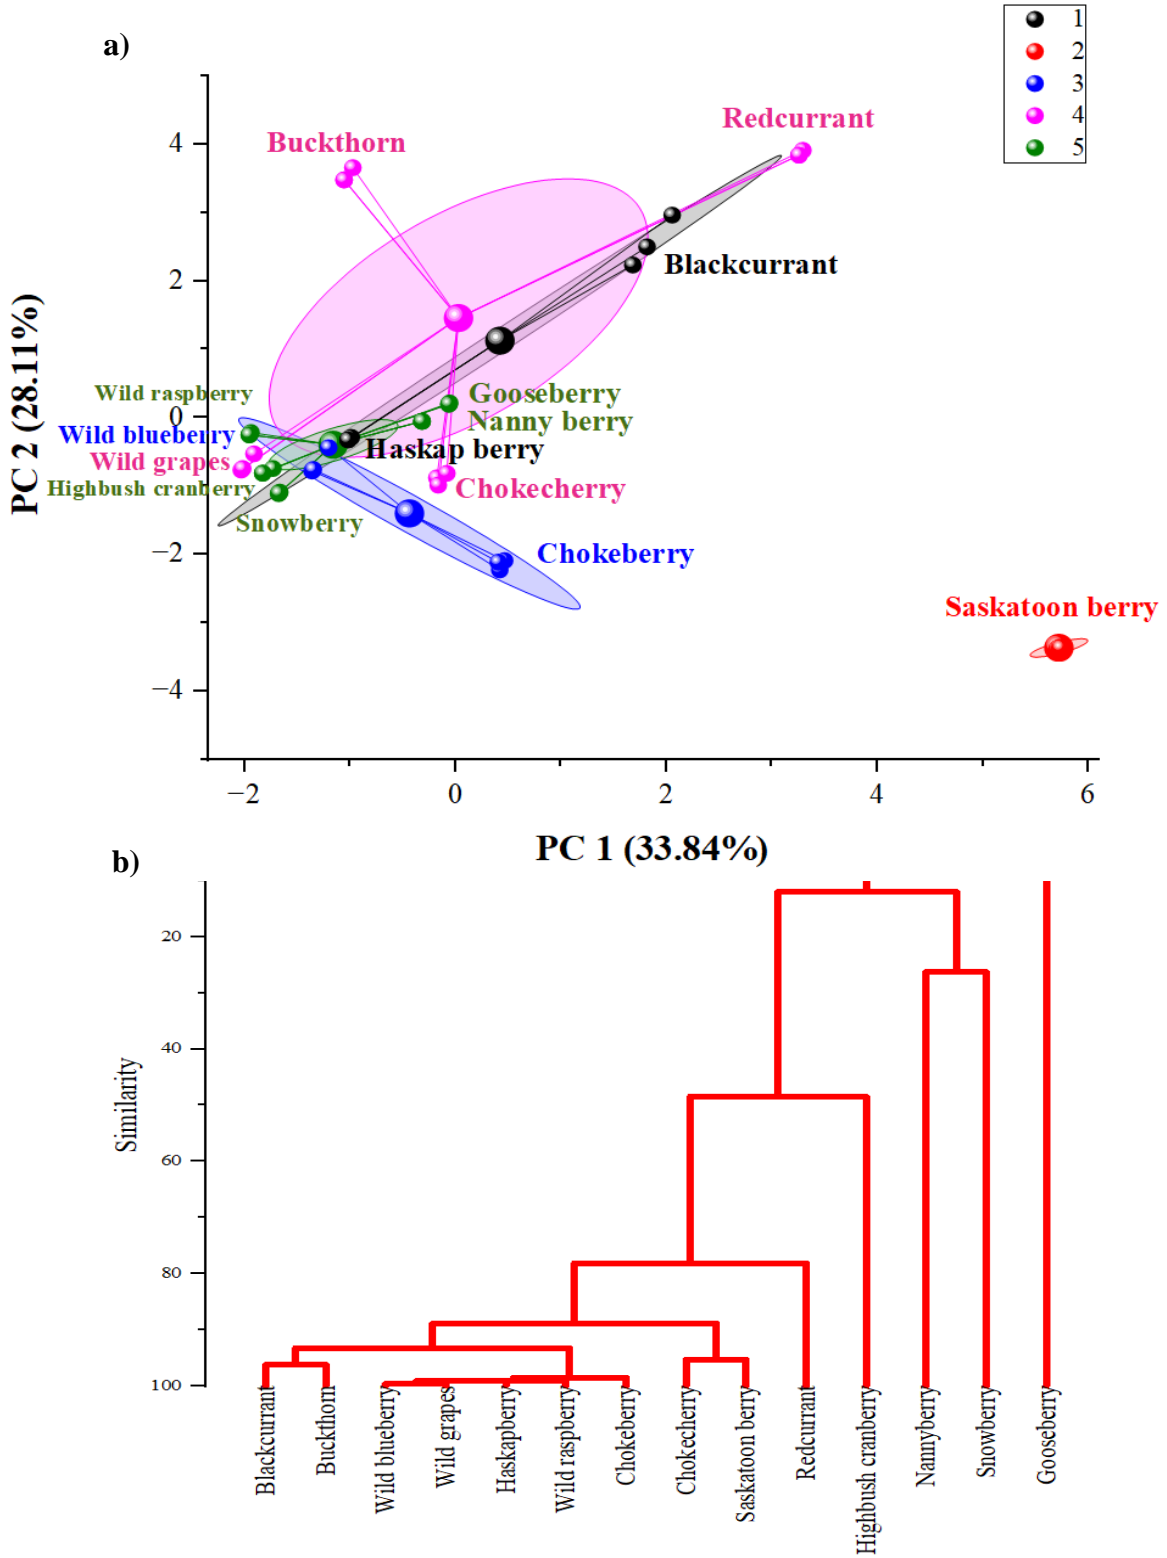 a)
1
2
3
4
5
Buckthorn
Redcurrant
Blackcurrant
Wild raspberry
Gooseberry
Nanny berry
Wild blueberry
Haskap berry
Wild grapes
Highbush cranberry
Chokecherry
Snowberry
Chokeberry
Saskatoon berry
4
2
0
−2
−4
PC 2 (28.11%)
−2
0
2
4
6
PC 1 (33.84%)
b)
20
40
60
80
100
Similarity
Blackcurrant
Buckthorn
Wild blueberry
Wild grapes
Haskapberry
Wild raspberry
Chokeberry
Chokecherry
Saskatoon berry
Redcurrant
Highbush cranberry
Nannyberry
Snowberry
Gooseberry